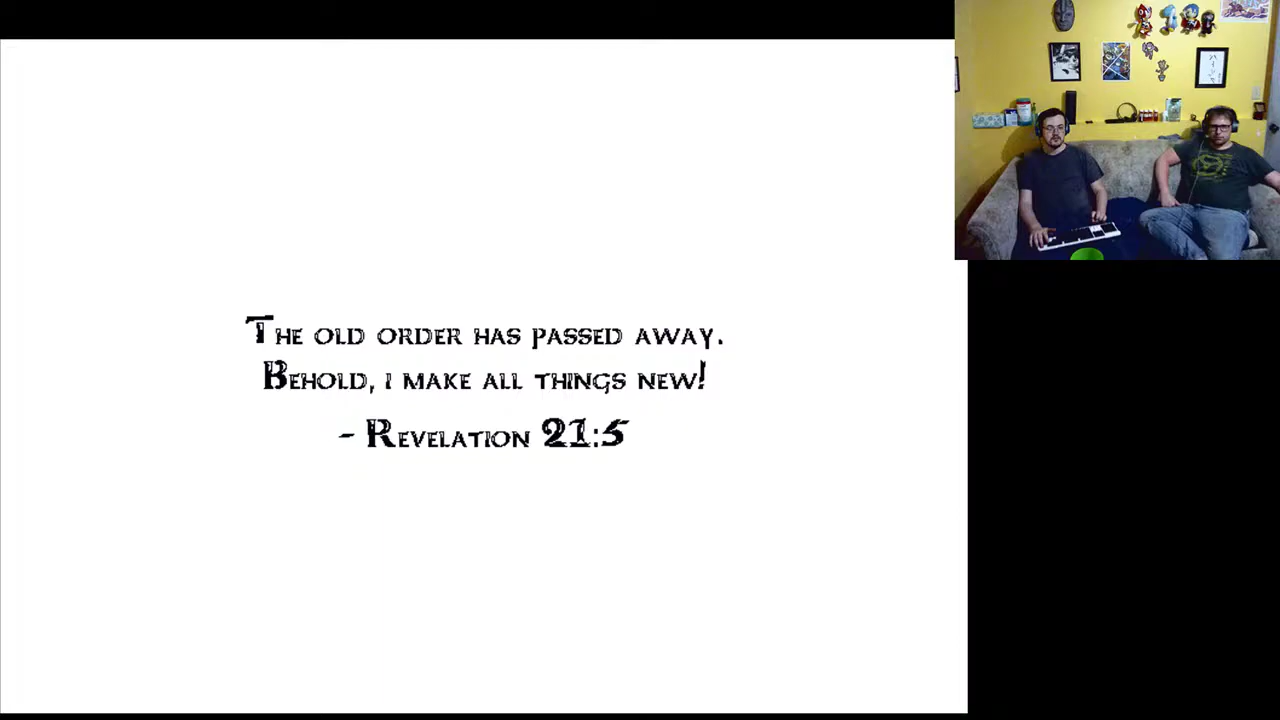 The old order has passed away.
Behold, i make all things new!
- Revelation 21:5